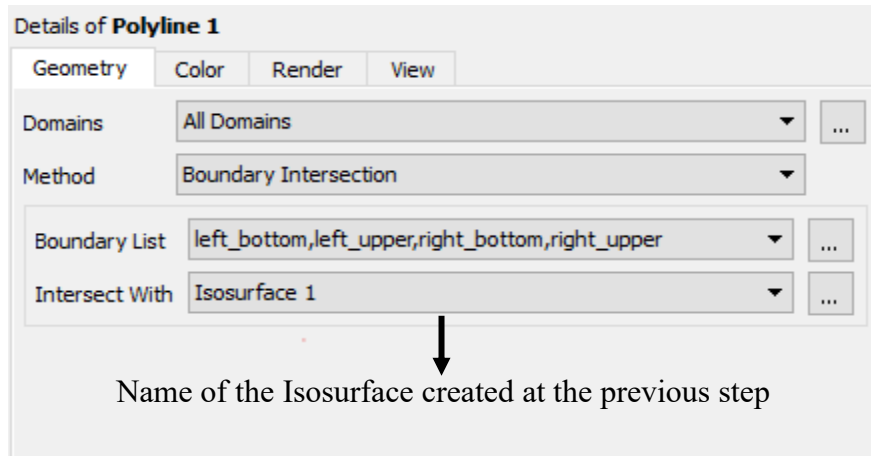 Details of Polyline 1
Geometry Color Render View
Domains All Domains ...
Method Boundary Intersection
Boundary List left_bottom,left_upper,right_bottom,right_upper ...
Intersect With Isosurface 1 ...
Name of the Isosurface created at the previous step